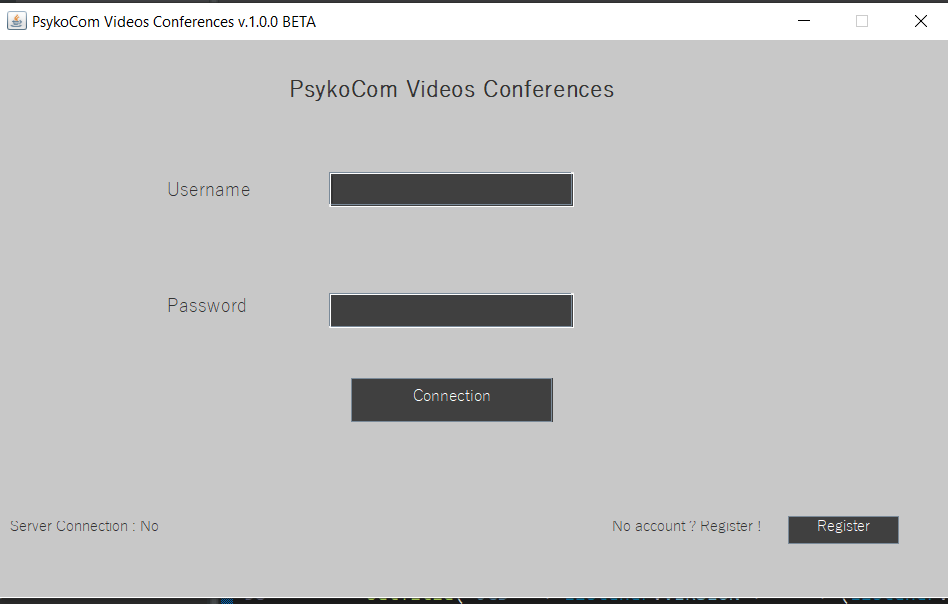 PsykoCom Videos Conferences v.1.0.0 BETA
PsykoCom Videos Conferences
Username
Password
Connection
Server Connection : No
No account ? Register !
Register